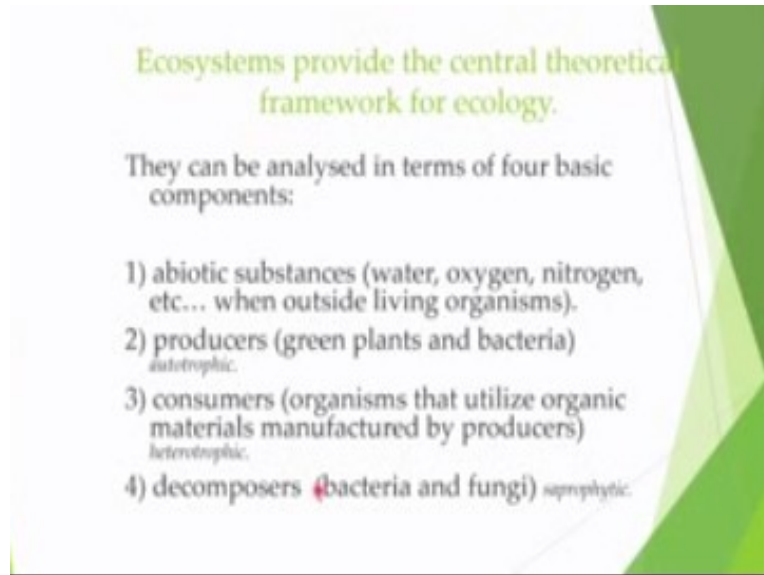 Ecosystems provide the central theoretical
framework for ecology.
They can be analysed in terms of four basic
components:
1) abiotic substances (water, oxygen, nitrogen,
etc... when outside living organisms).
2) producers (green plants and bacteria)
autotrophic.
3) consumers (organisms that utilize organic
materials manufactured by producers)
heterotrophic.
4) decomposers (bacteria and fungi) saprophytic.